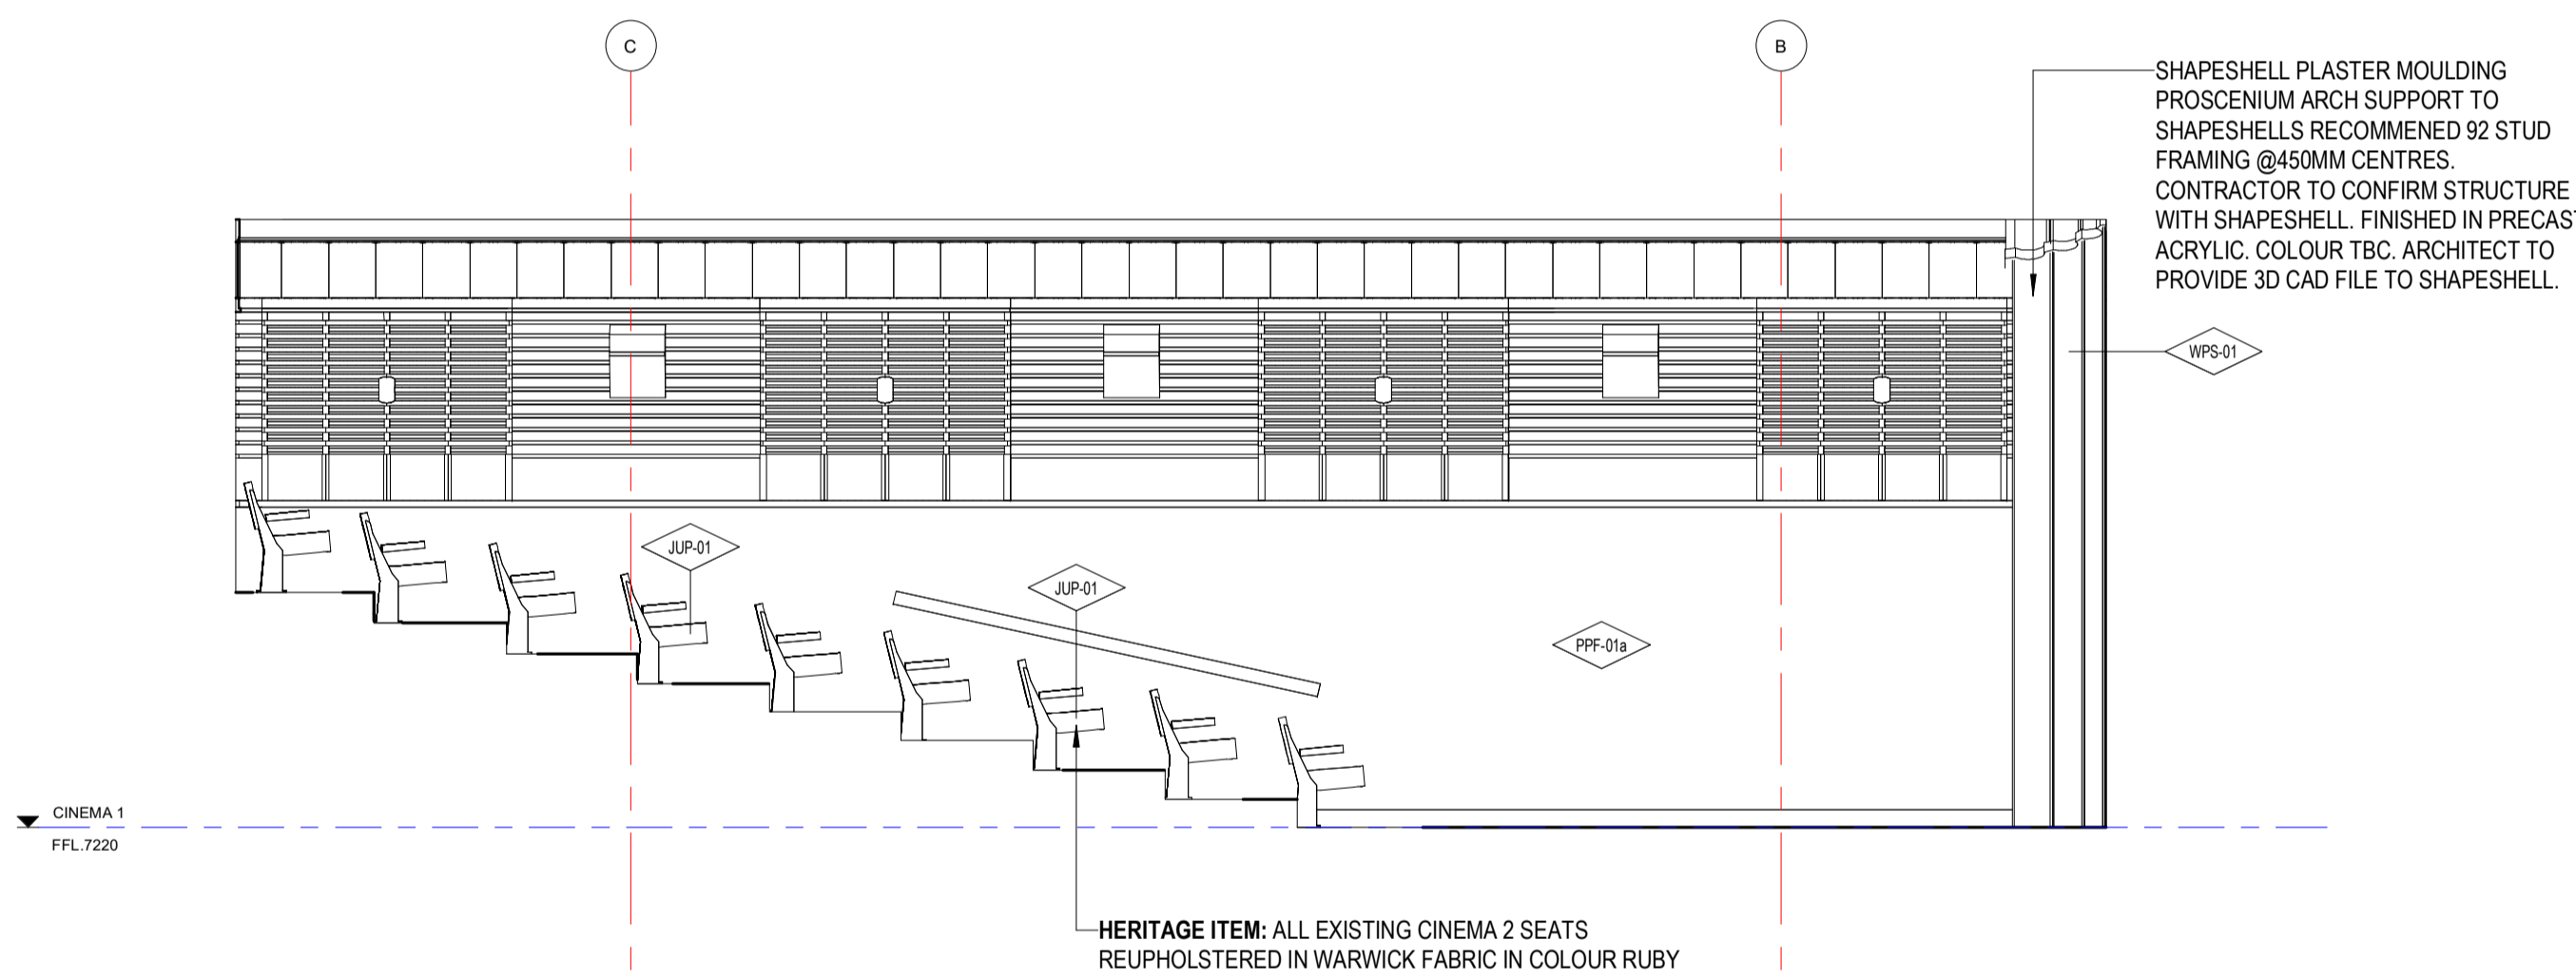 C
B
SHAPESHELL PLASTER MOULDING
PROSCENIUM ARCH SUPPORT TO
SHAPESHELLS RECOMMENED 92 STUD
FRAMING @450MM CENTRES.
CONTRACTOR TO CONFIRM STRUCTURE
WITH SHAPESHELL. FINISHED IN PRECAST
ACRYLIC. COLOUR TBC. ARCHITECT TO
PROVIDE 3D CAD FILE TO SHAPESHELL.
WPS-01
JUP-01
JUP-01
PPF-01a
CINEMA 1
FFL.7220
HERITAGE ITEM: ALL EXISTING CINEMA 2 SEATS
REUPHOLSTERED IN WARWICK FABRIC IN COLOUR RUBY